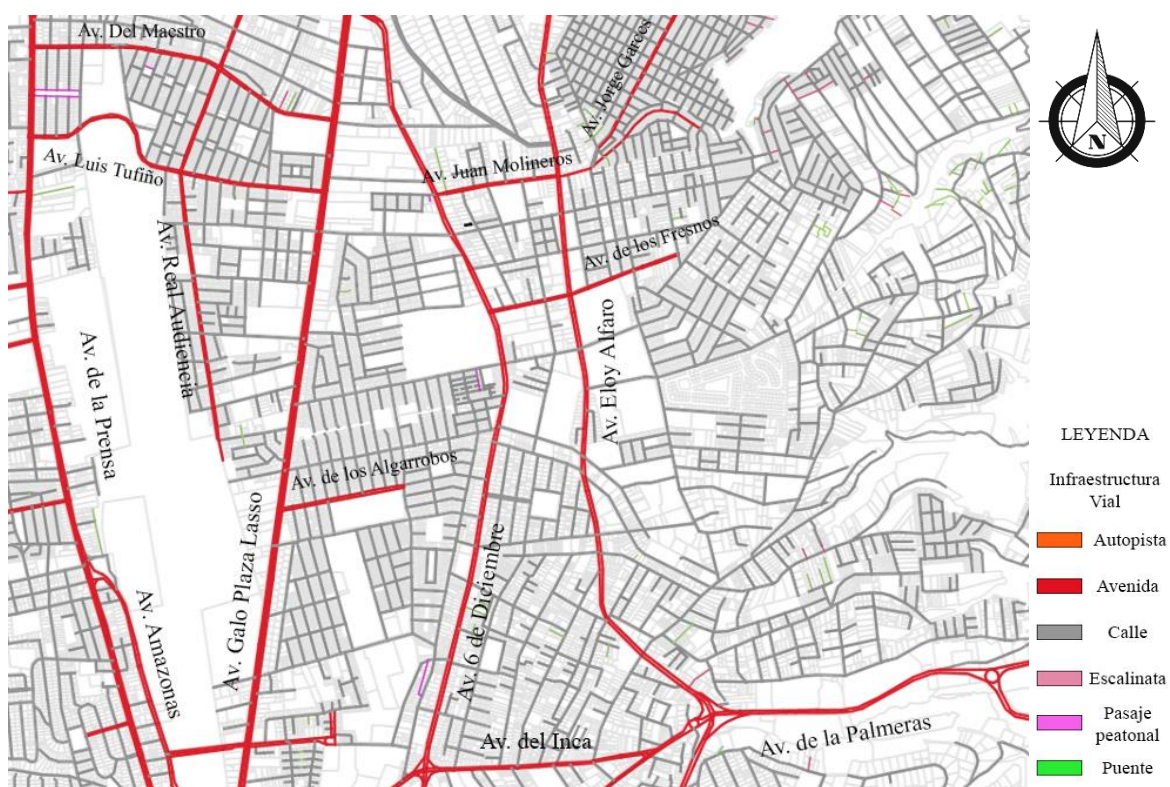 Av. Del Maestro
Av. Jorge Garces
Av. Juan Molineros
Av. Luis Tufiño
Av. de los Fresnos
Av. Real Audiencia
Av. de la Prensa
Av. Eloy Alfaro
Av. de los Algarrobos
Av. Galo Plaza Lasso
Av. 6 de Diciembre
Av. Amazonas
Av. del Inca
Av. de la Palmeras
N
LEYENDA
Infraestructura
Vial
Autopista
Avenida
Calle
Escalinata
Pasaje
peatonal
Puente